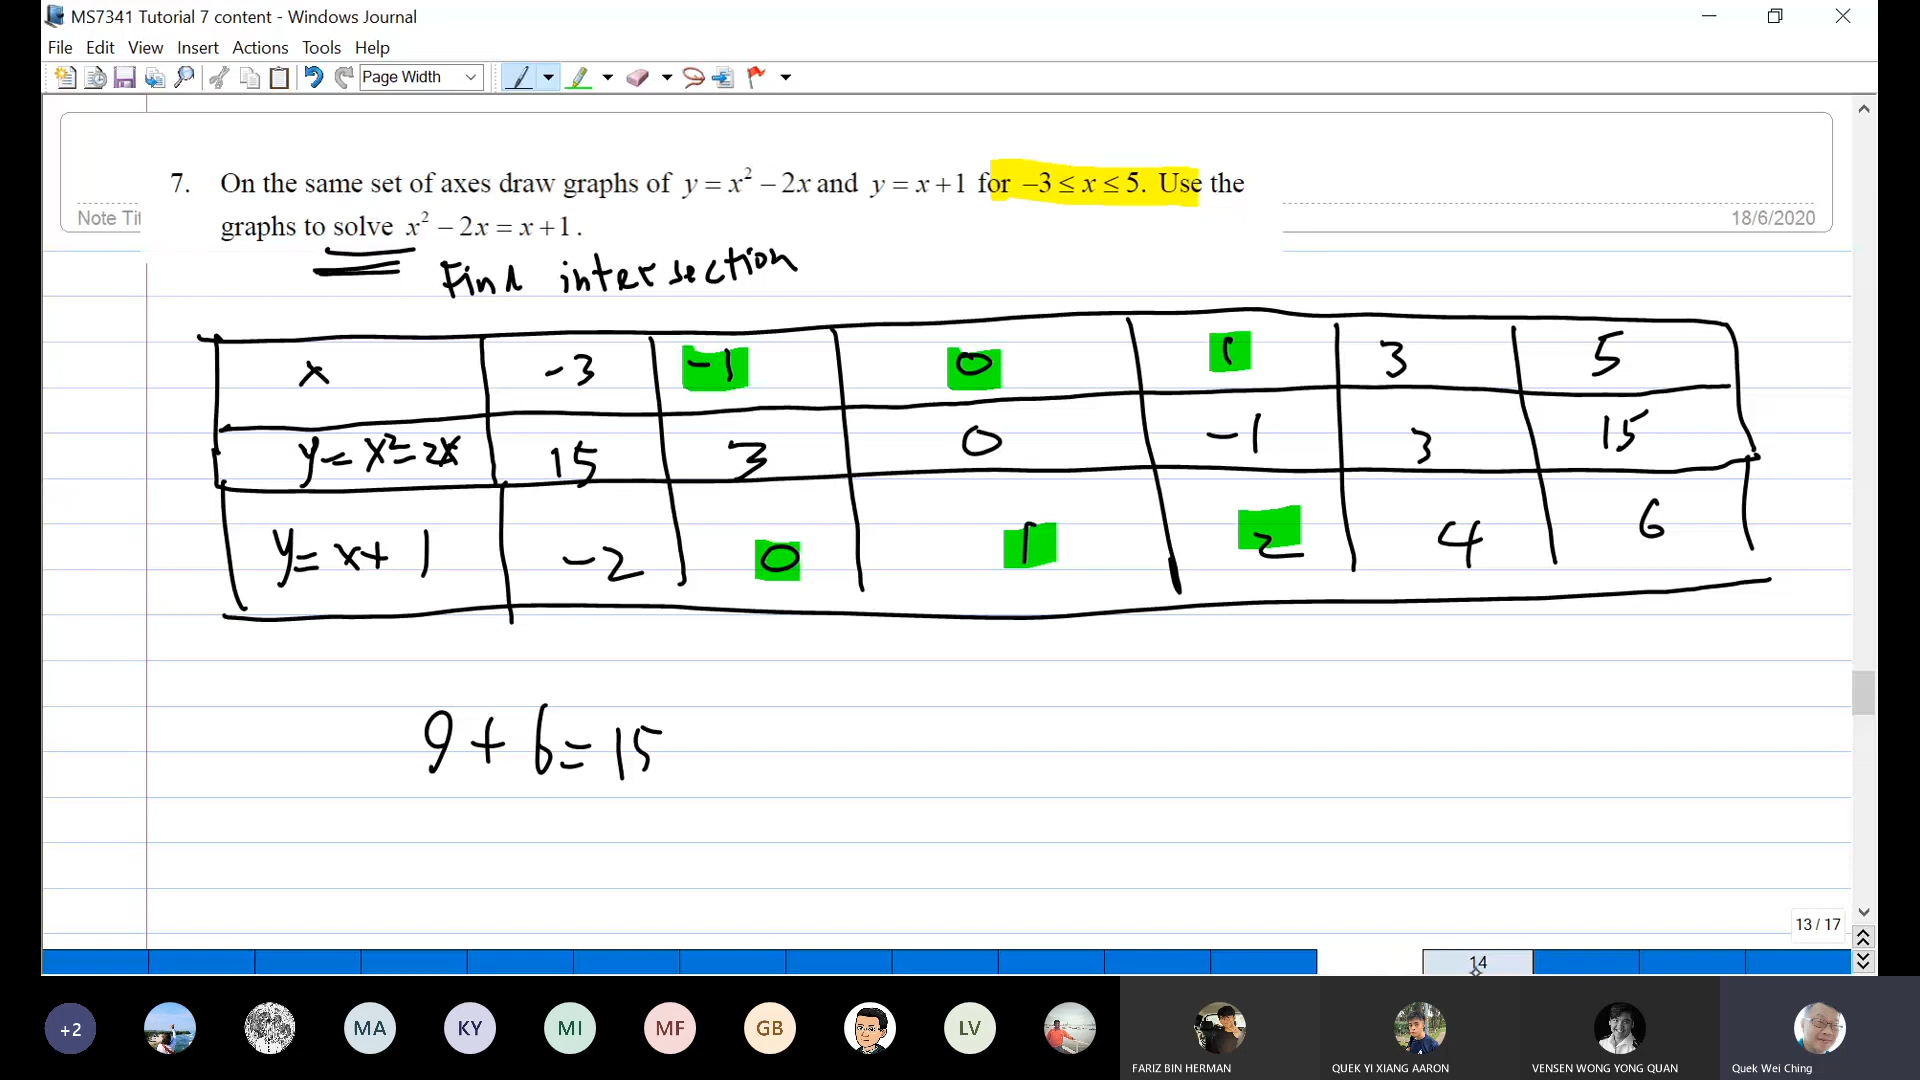 MS7341 Tutorial 7 content - Windows Journal
File Edit View Insert Actions Tools Help
Page Width
7. On the same set of axes draw graphs of y = x² − 2x and y = x + 1 for −3 ≤ x ≤ 5. Use the
graphs to solve x² − 2x = x + 1.
Note Tit
18/6/2020
Find intersection
x -3 -1 0 1 3 5
y = x² - 2x 15 3 0 -1 3 15
y = x + 1 -2 0 1 2 4 6
9 + 6 = 15
13 / 17
14
+2 MA KY MI MF GB LV
FARIZ BIN HERMAN QUEK YI XIANG AARON VENSEN WONG YONG QUAN Quek Wei Ching